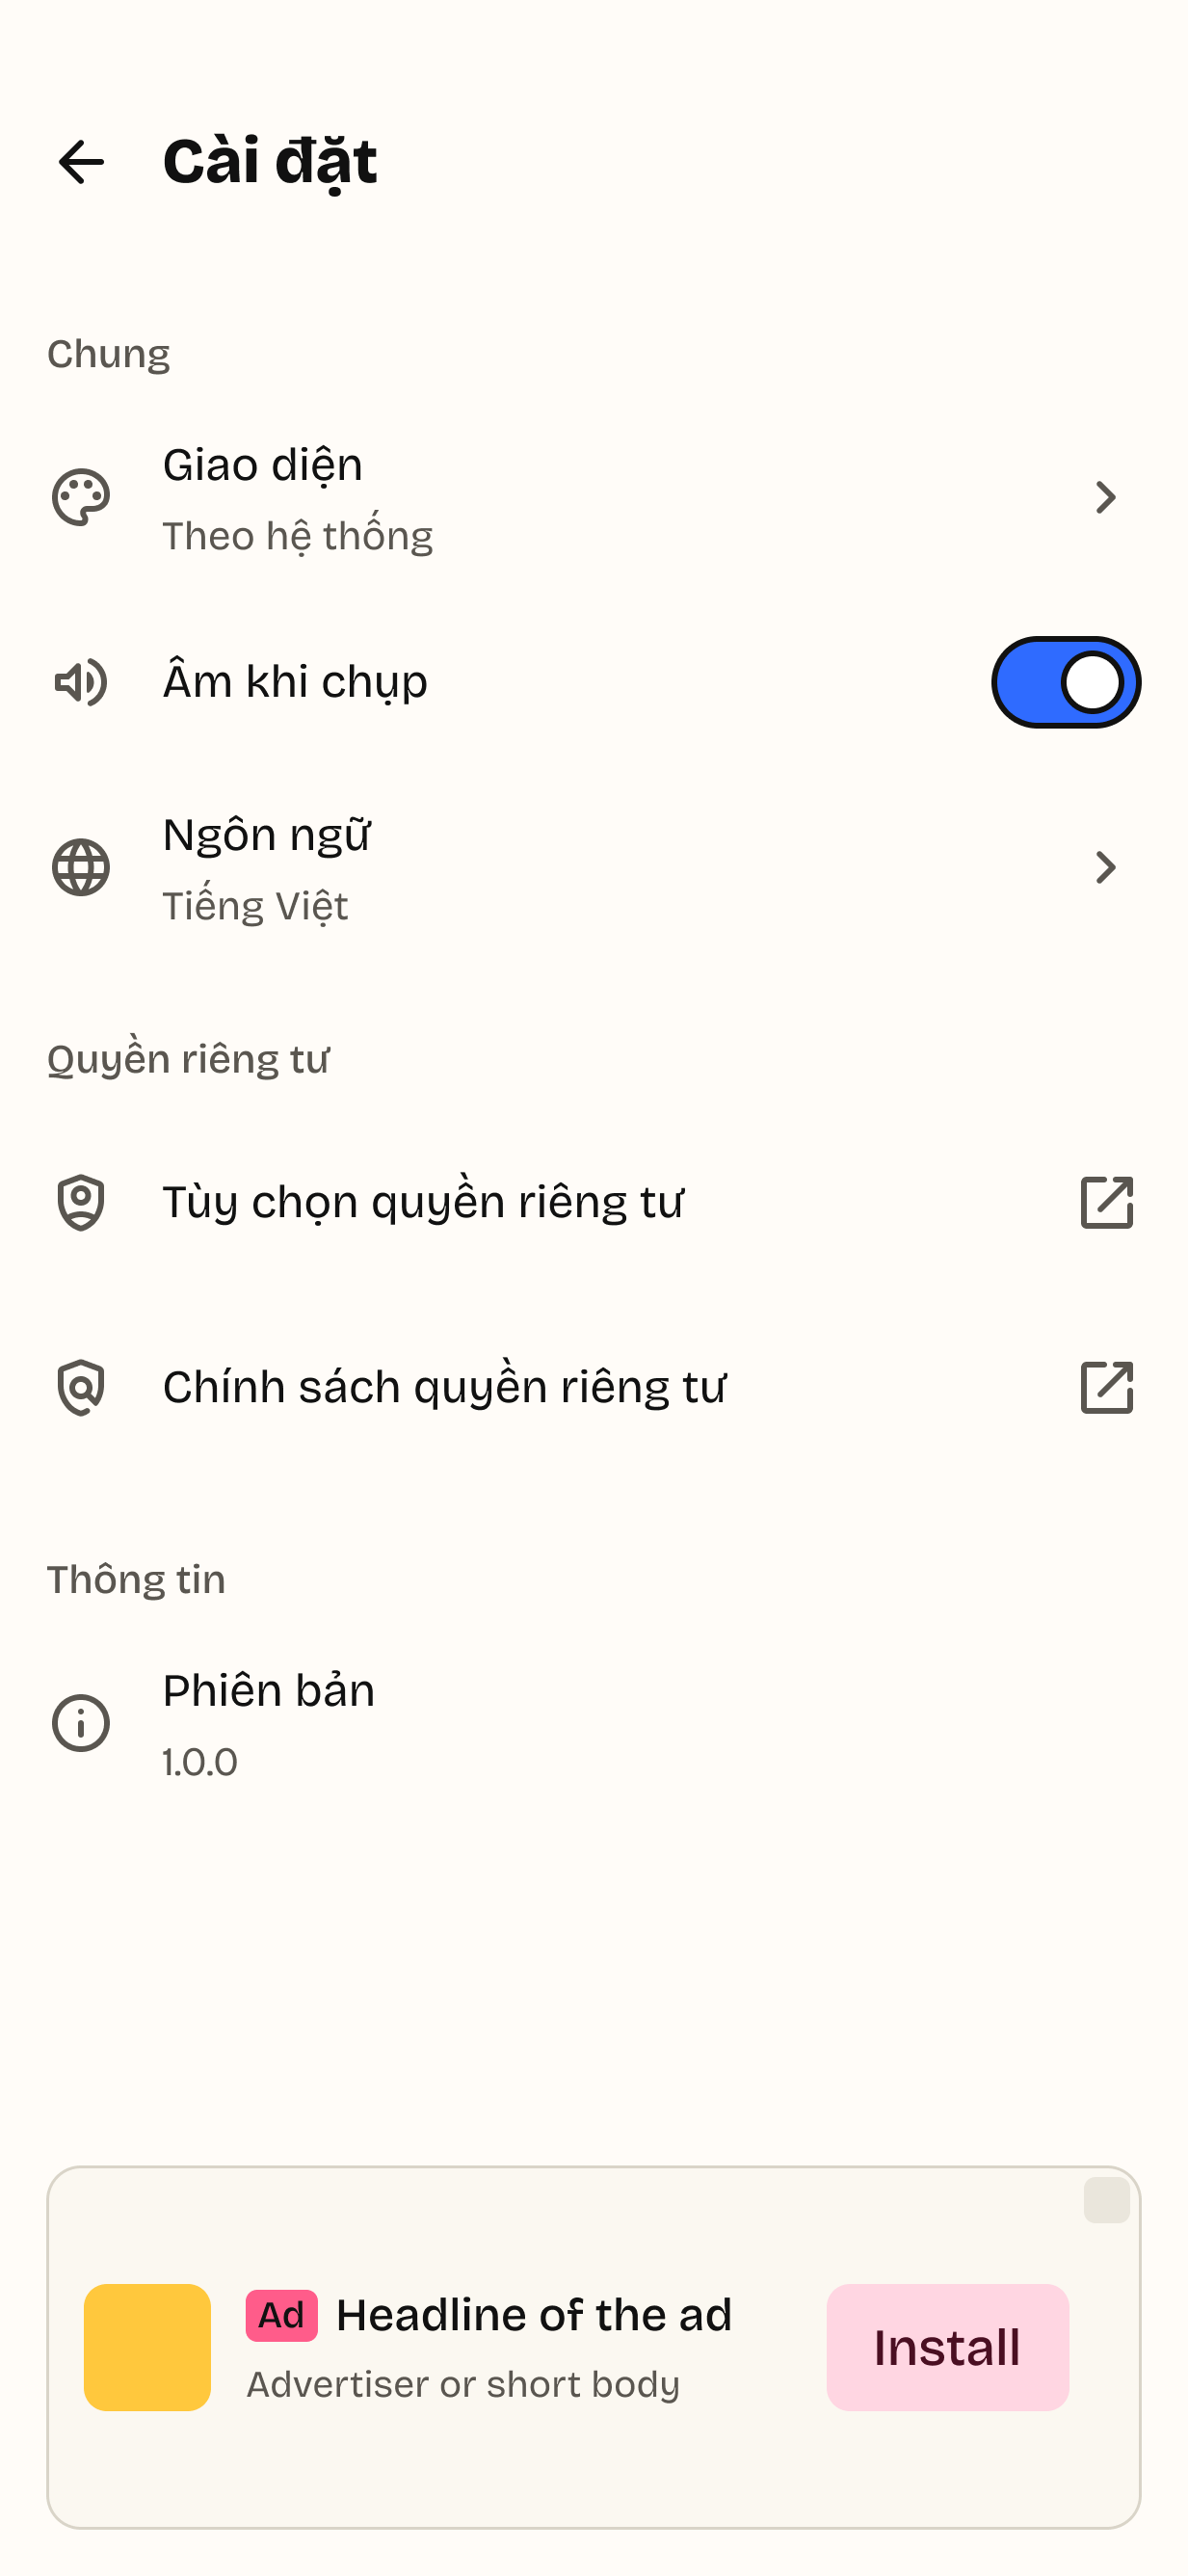 Cài đặt
Chung
Giao diện
Theo hệ thống
Âm khi chụp
Ngôn ngữ
Tiếng Việt
Quyền riêng tư
Tùy chọn quyền riêng tư
Chính sách quyền riêng tư
Thông tin
Phiên bản
1.0.0
Ad Headline of the ad
Advertiser or short body
Install